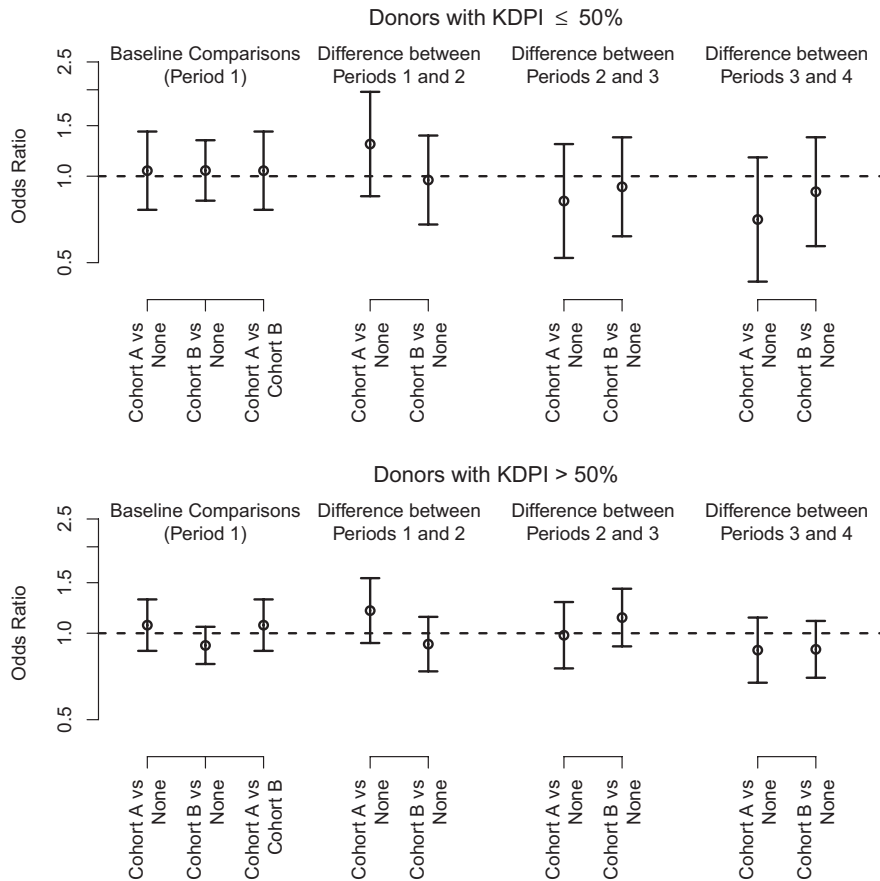 Donors with KDPI ≤ 50%
Baseline Comparisons
(Period 1)
Difference between
Periods 1 and 2
Difference between
Periods 2 and 3
Difference between
Periods 3 and 4
Odds Ratio
2.5
1.5
1.0
0.5
Cohort A vs
None
Cohort B vs
None
Cohort A vs
Cohort B
Cohort A vs
None
Cohort B vs
None
Cohort A vs
None
Cohort B vs
None
Cohort A vs
None
Cohort B vs
None
Donors with KDPI > 50%
Baseline Comparisons
(Period 1)
Difference between
Periods 1 and 2
Difference between
Periods 2 and 3
Difference between
Periods 3 and 4
Odds Ratio
2.5
1.5
1.0
0.5
Cohort A vs
None
Cohort B vs
None
Cohort A vs
Cohort B
Cohort A vs
None
Cohort B vs
None
Cohort A vs
None
Cohort B vs
None
Cohort A vs
None
Cohort B vs
None